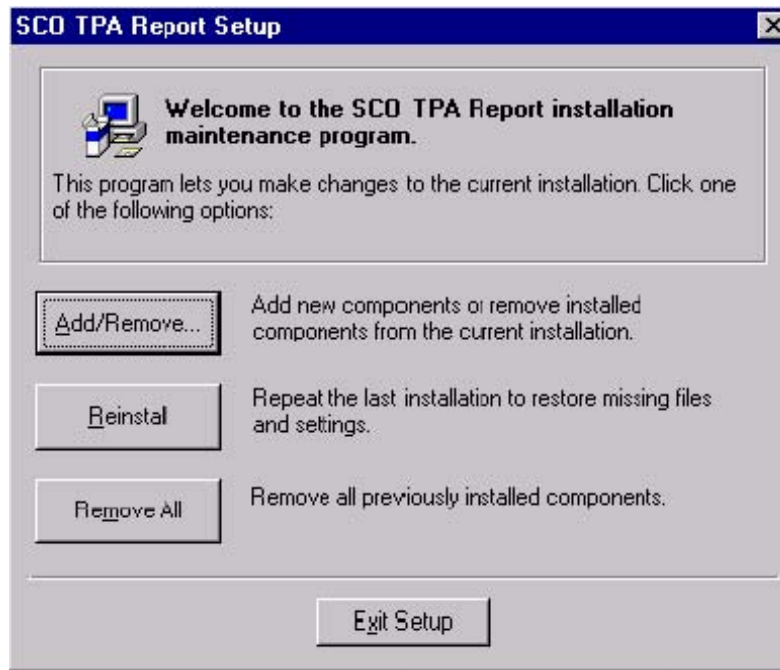 SCO TPA Report Setup
Welcome to the SCO TPA Report installation
maintenance program.
This program lets you make changes to the current installation. Click one
of the following options:
Add/Remove...
Add new components or remove installed
components from the current installation.
Reinstall
Repeat the last installation to restore missing files
and settings.
Remove All
Remove all previously installed components.
Exit Setup